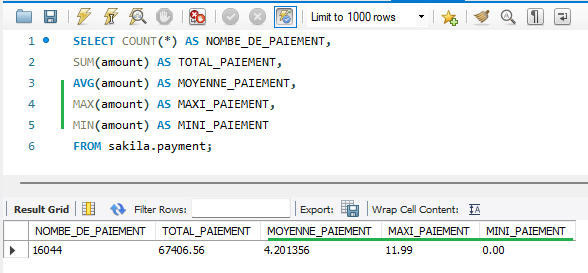 Limit to 1000 rows
1 SELECT COUNT(*) AS NOMBE_DE_PAIEMENT,
2 SUM(amount) AS TOTAL_PAIEMENT,
3 AVG(amount) AS MOYENNE_PAIEMENT,
4 MAX(amount) AS MAXI_PAIEMENT,
5 MIN(amount) AS MINI_PAIEMENT
6 FROM sakila.payment;
Result Grid Filter Rows: Export: Wrap Cell Content:
NOMBE_DE_PAIEMENT TOTAL_PAIEMENT MOYENNE_PAIEMENT MAXI_PAIEMENT MINI_PAIEMENT
16044 67406.56 4.201356 11.99 0.00